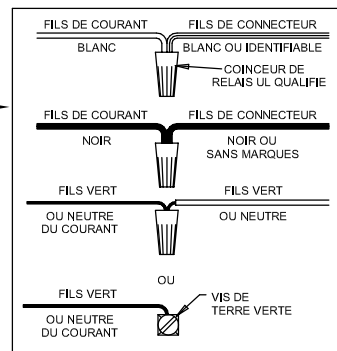 FILS DE COURANT FILS DE CONNECTEUR
BLANC BLANC OU IDENTIFIABLE
COINCEUR DE
RELAIS UL QUALIFIE
FILS DE COURANT FILS DE CONNECTEUR
NOIR NOIR OU
SANS MARQUES
FILS VERT FILS VERT
OU NEUTRE OU NEUTRE
DU COURANT
OU
FILS VERT VIS DE
TERRE VERTE
OU NEUTRE
DU COURANT